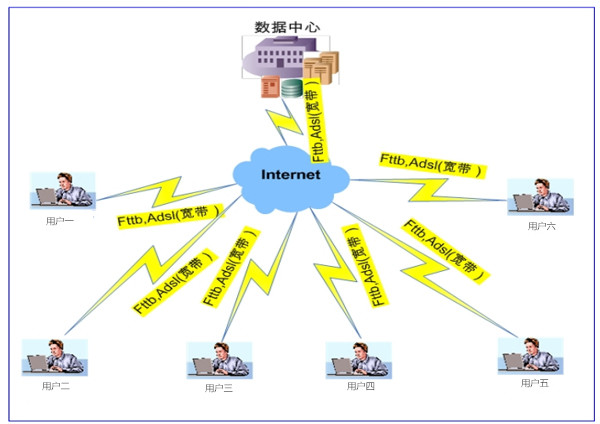 数据中心
Fttb,Adsl(宽带）
Internet
Fttb,Adsl(宽带）
用户一
Fttb,Adsl(宽带）
用户六
Fttb,Adsl(宽带）
Fttb,Adsl(宽带）
Fttb,Adsl(宽带）
Fttb,Adsl(宽带）
用户二
用户三
用户四
用户五